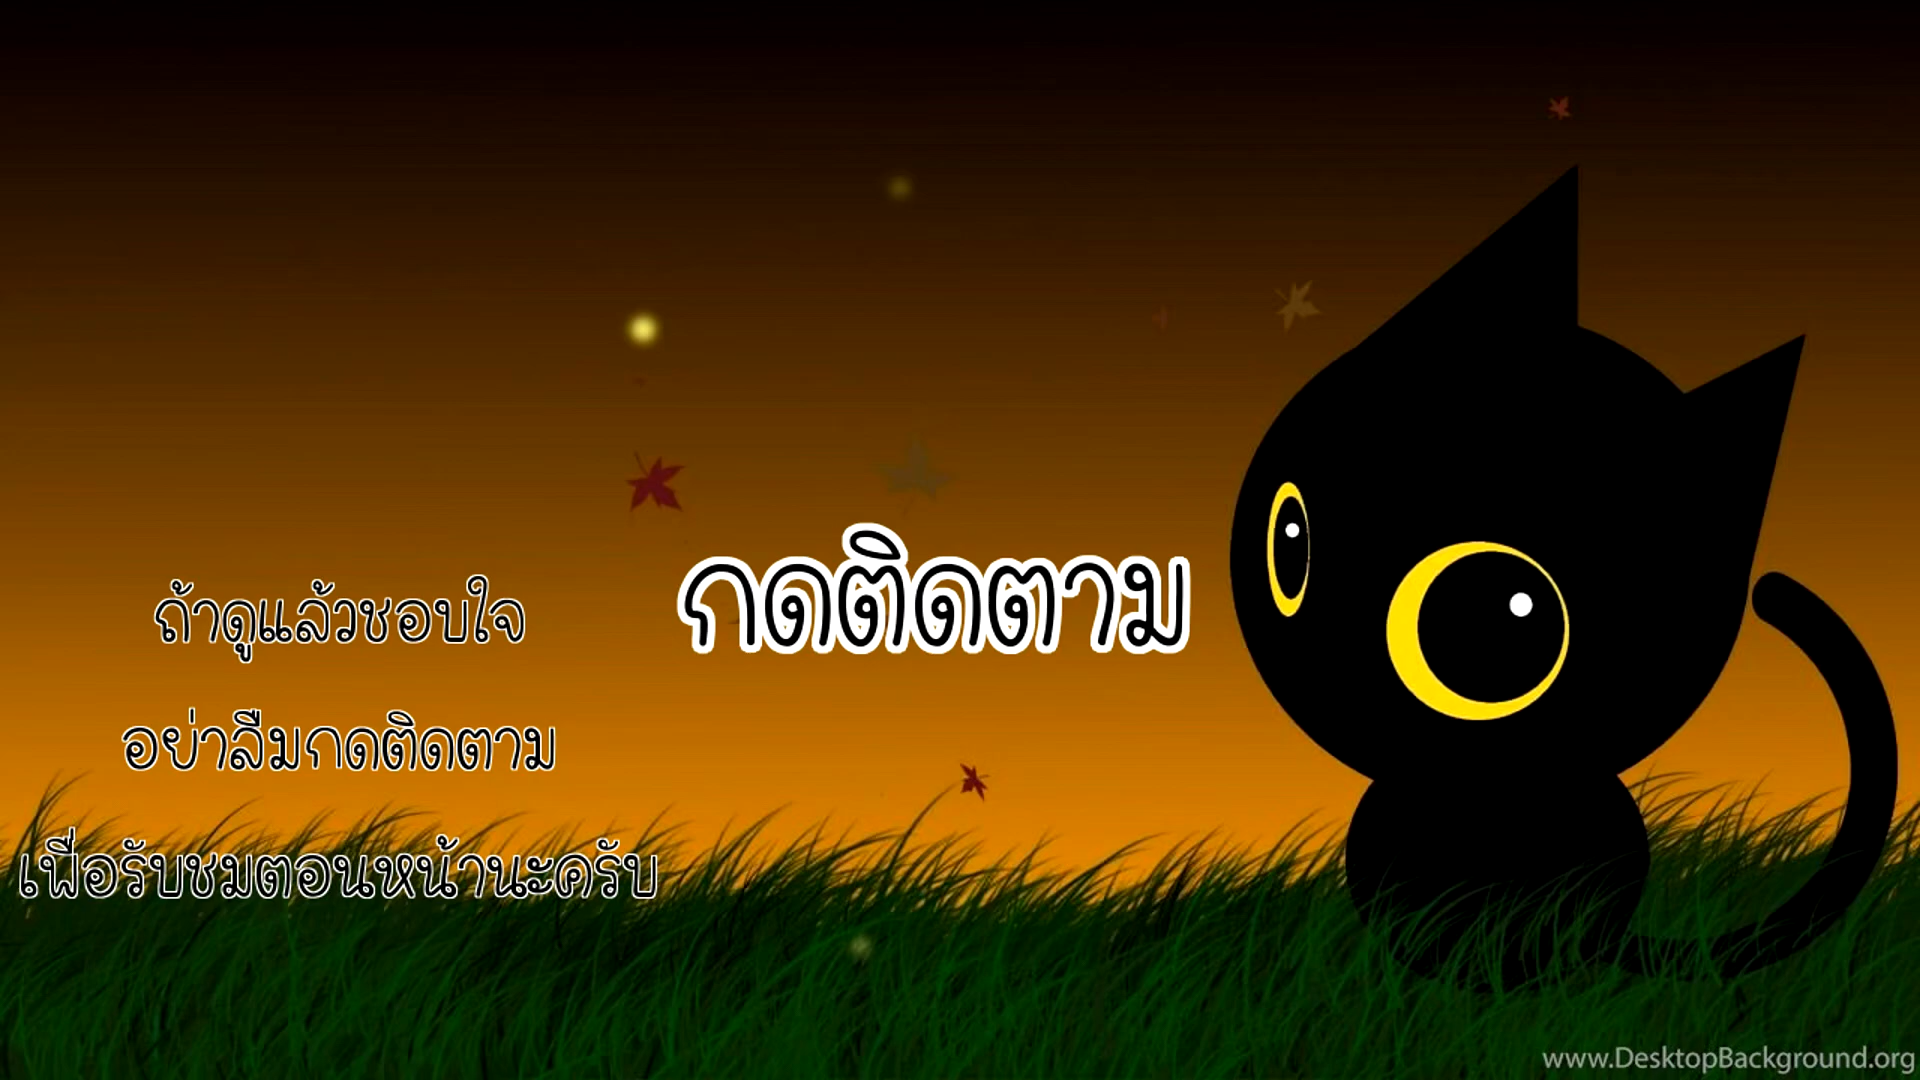 กดติดตาม
ถ้าดูแล้วชอบใจ
อย่าลืมกดติดตาม
เพื่อรับชมตอนหน้านะครับ
www.DesktopBackground.org